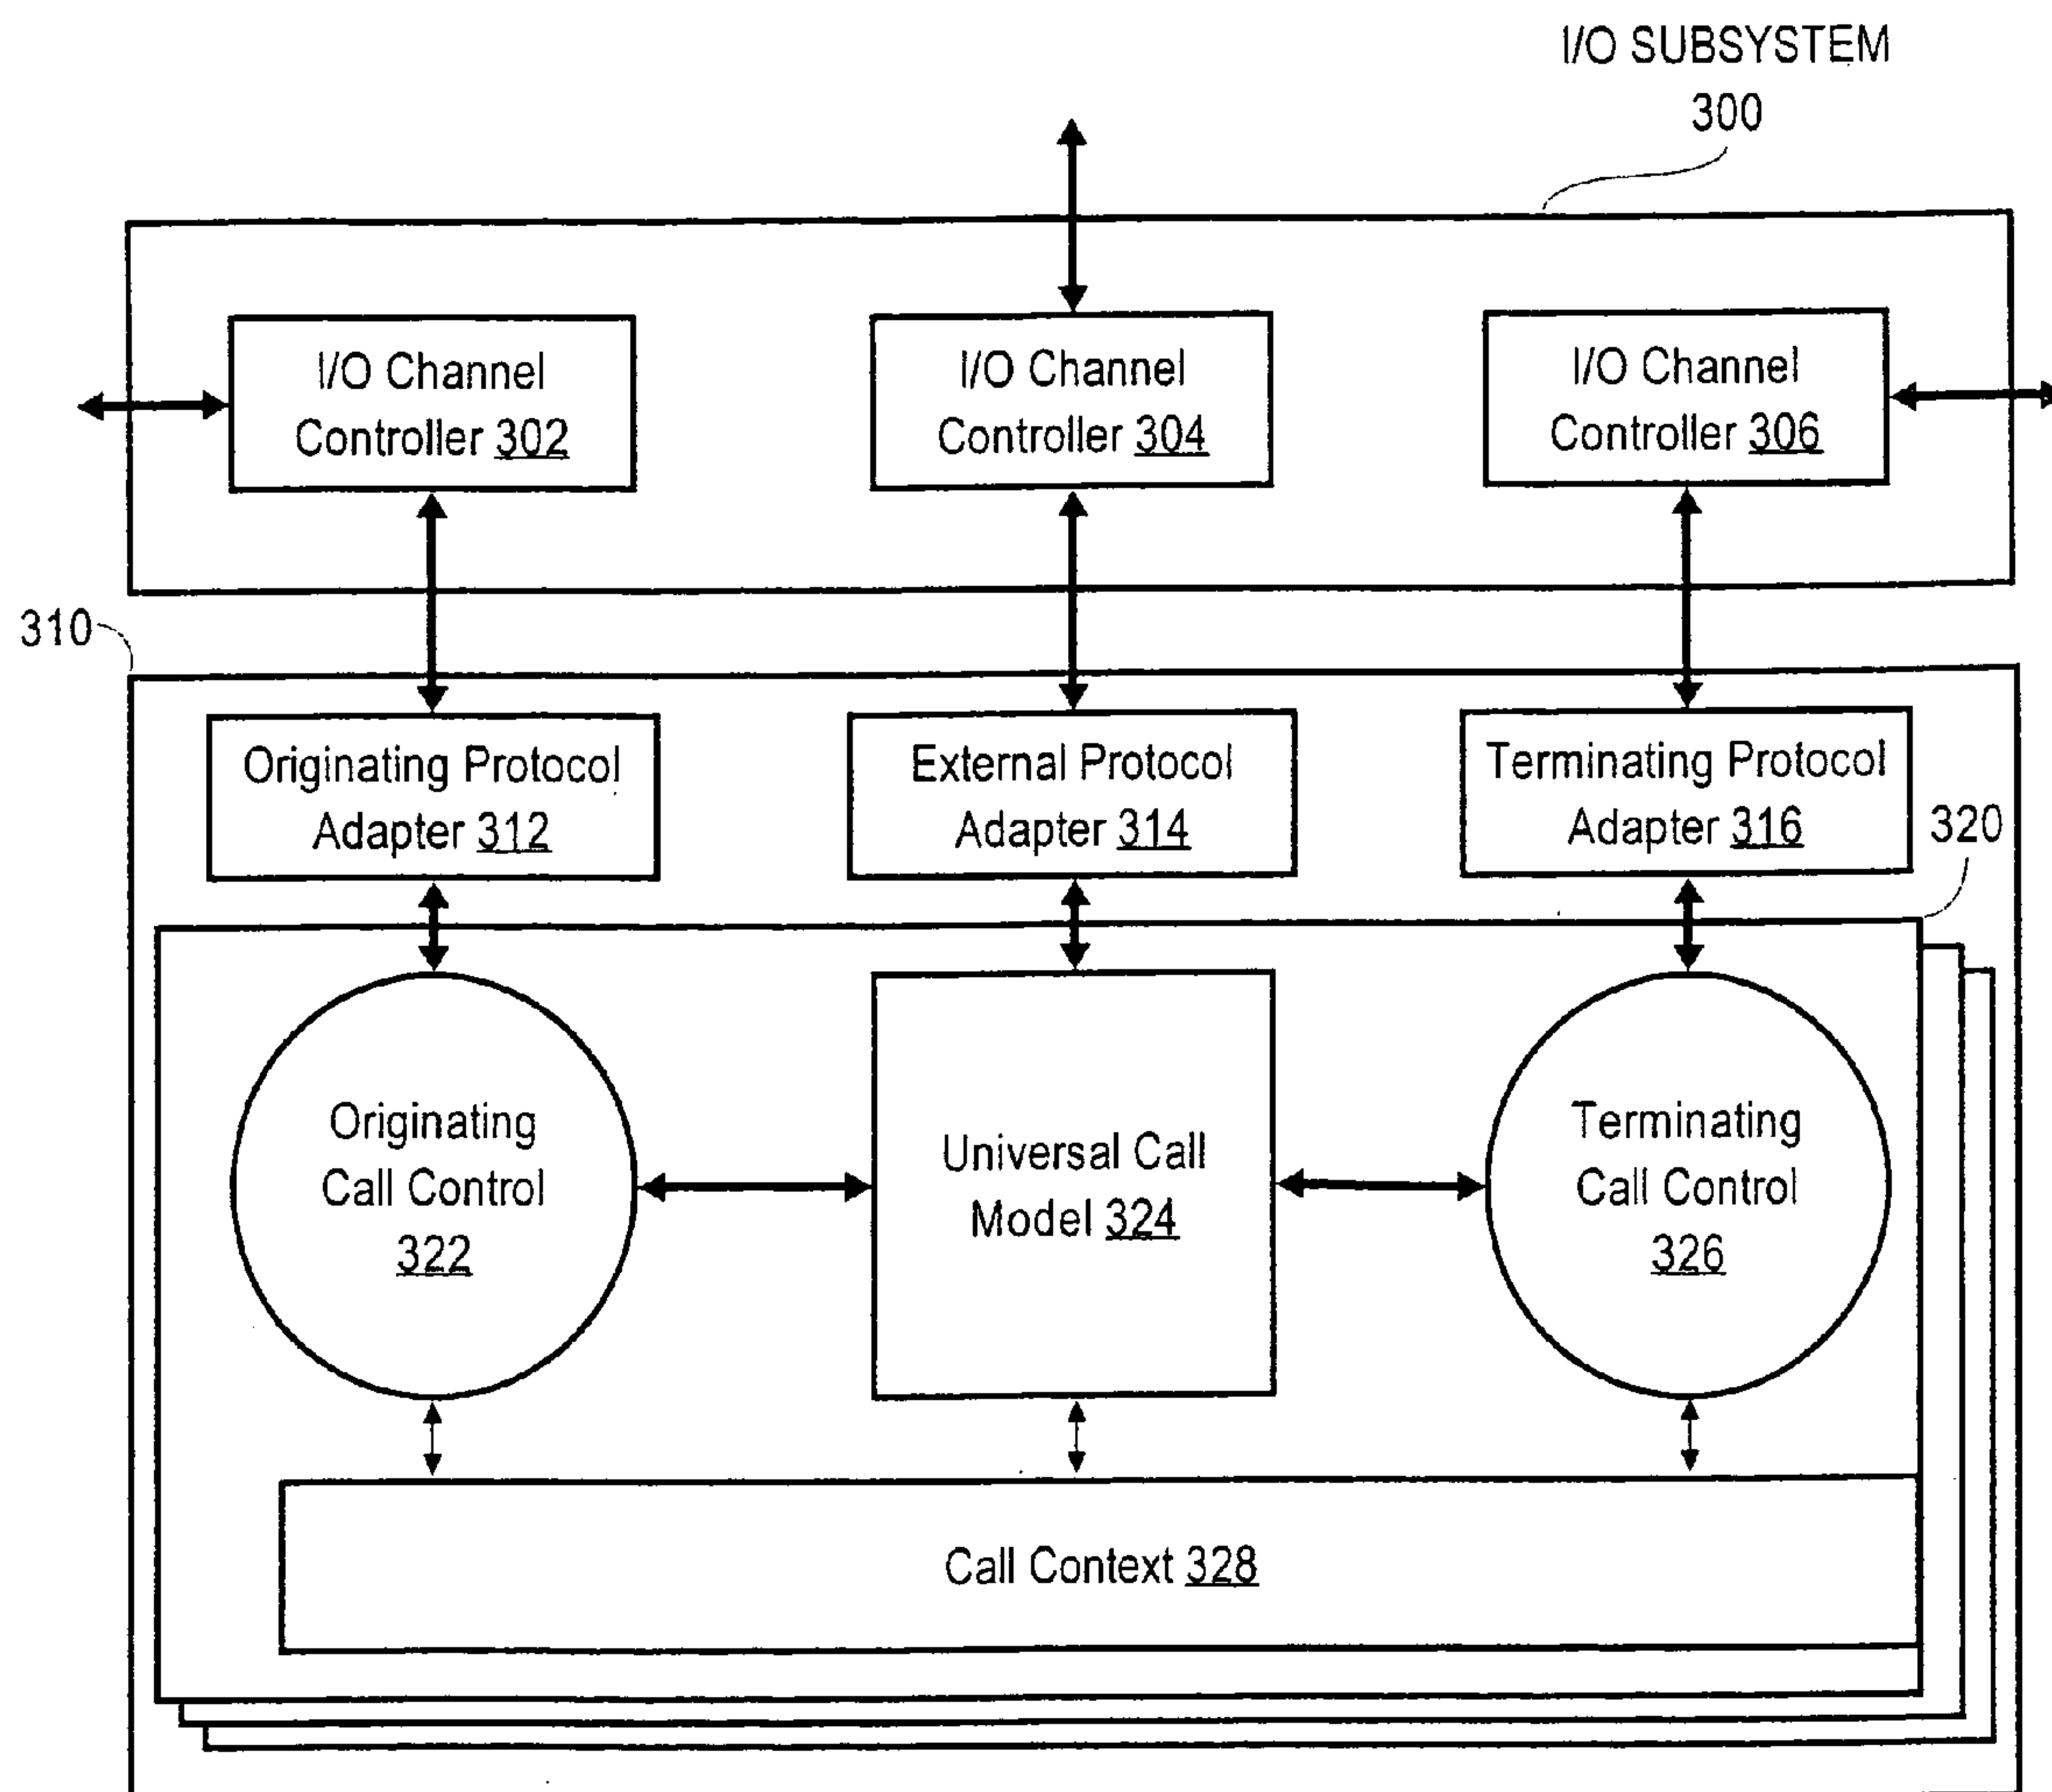 I/O SUBSYSTEM
300
I/O Channel
Controller 302
I/O Channel
Controller 304
I/O Channel
Controller 306
310
Originating Protocol
Adapter 312
External Protocol
Adapter 314
Terminating Protocol
Adapter 316
320
Originating
Call Control
322
Universal Call
Model 324
Terminating
Call Control
326
Call Context 328